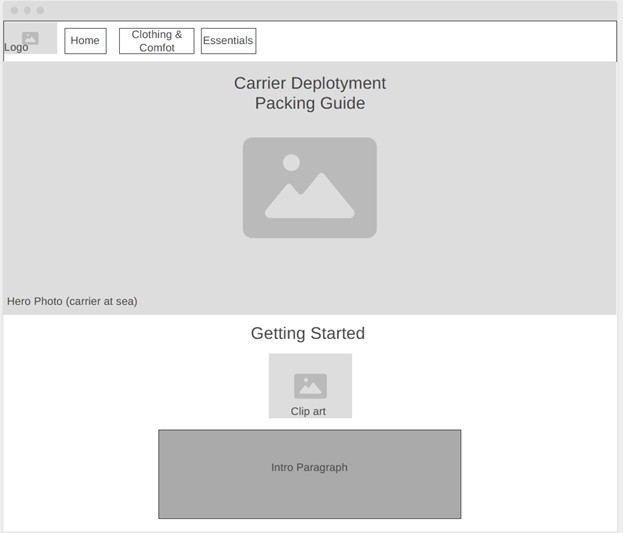 Logo
Home
Clothing &
Comfot
Essentials
Carrier Deplotyment
Packing Guide
Hero Photo (carrier at sea)
Getting Started
Clip art
Intro Paragraph